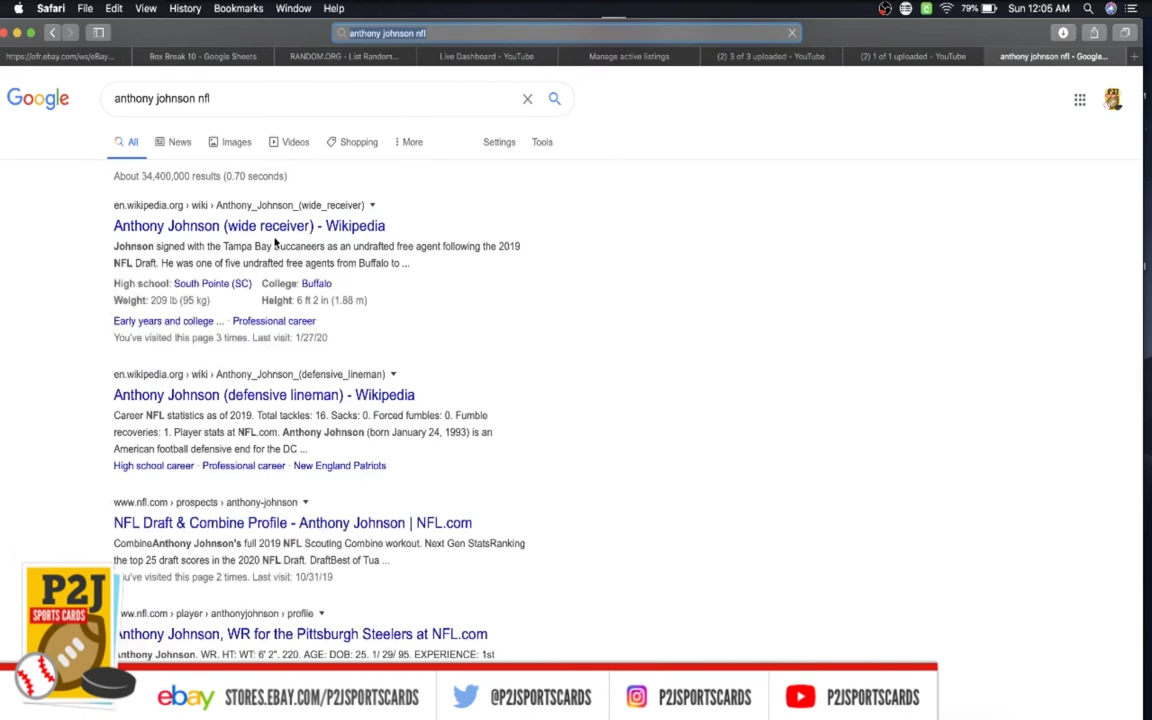 Safari File Edit View History Bookmarks Window Help 79% Sun 12:05 AM
anthony johnson nfl
https://ofr.ebay.com/ws/eBay... Box Break 10 - Google Sheets RANDOM.ORG - List Random... Live Dashboard - YouTube Manage active listings (2) 3 of 3 uploaded - YouTube (2) 1 of 1 uploaded - YouTube anthony johnson nfl - Google...
Google anthony johnson nfl
All News Images Videos Shopping More Settings Tools
About 34,400,000 results (0.70 seconds)
en.wikipedia.org › wiki › Anthony_Johnson_(wide_receiver)
Anthony Johnson (wide receiver) - Wikipedia
Johnson signed with the Tampa Bay Buccaneers as an undrafted free agent following the 2019
NFL Draft. He was one of five undrafted free agents from Buffalo to ...
High school: South Pointe (SC) College: Buffalo
Weight: 209 lb (95 kg) Height: 6 ft 2 in (1.88 m)
Early years and college ... · Professional career
You've visited this page 3 times. Last visit: 1/27/20
en.wikipedia.org › wiki › Anthony_Johnson_(defensive_lineman)
Anthony Johnson (defensive lineman) - Wikipedia
Career NFL statistics as of 2019. Total tackles: 16. Sacks: 0. Forced fumbles: 0. Fumble
recoveries: 1. Player stats at NFL.com. Anthony Johnson (born January 24, 1993) is an
American football defensive end for the DC ...
High school career · Professional career · New England Patriots
www.nfl.com › prospects › anthony-johnson
NFL Draft & Combine Profile - Anthony Johnson | NFL.com
CombineAnthony Johnson's full 2019 NFL Scouting Combine workout. Next Gen StatsRanking
the top 25 draft scores in the 2020 NFL Draft. DraftBest of Tua ...
You've visited this page 2 times. Last visit: 10/31/19
ww.nfl.com › player › anthonyjohnson › profile
Anthony Johnson, WR for the Pittsburgh Steelers at NFL.com
Anthony Johnson. WR. HT: WT: 6' 2". 220. AGE: DOB: 25. 1/ 29/ 95. EXPERIENCE: 1st
P2J
SPORTS CARDS
ebay STORES.EBAY.COM/P2JSPORTSCARDS @P2JSPORTSCARDS P2JSPORTSCARDS P2JSPORTSCARDS